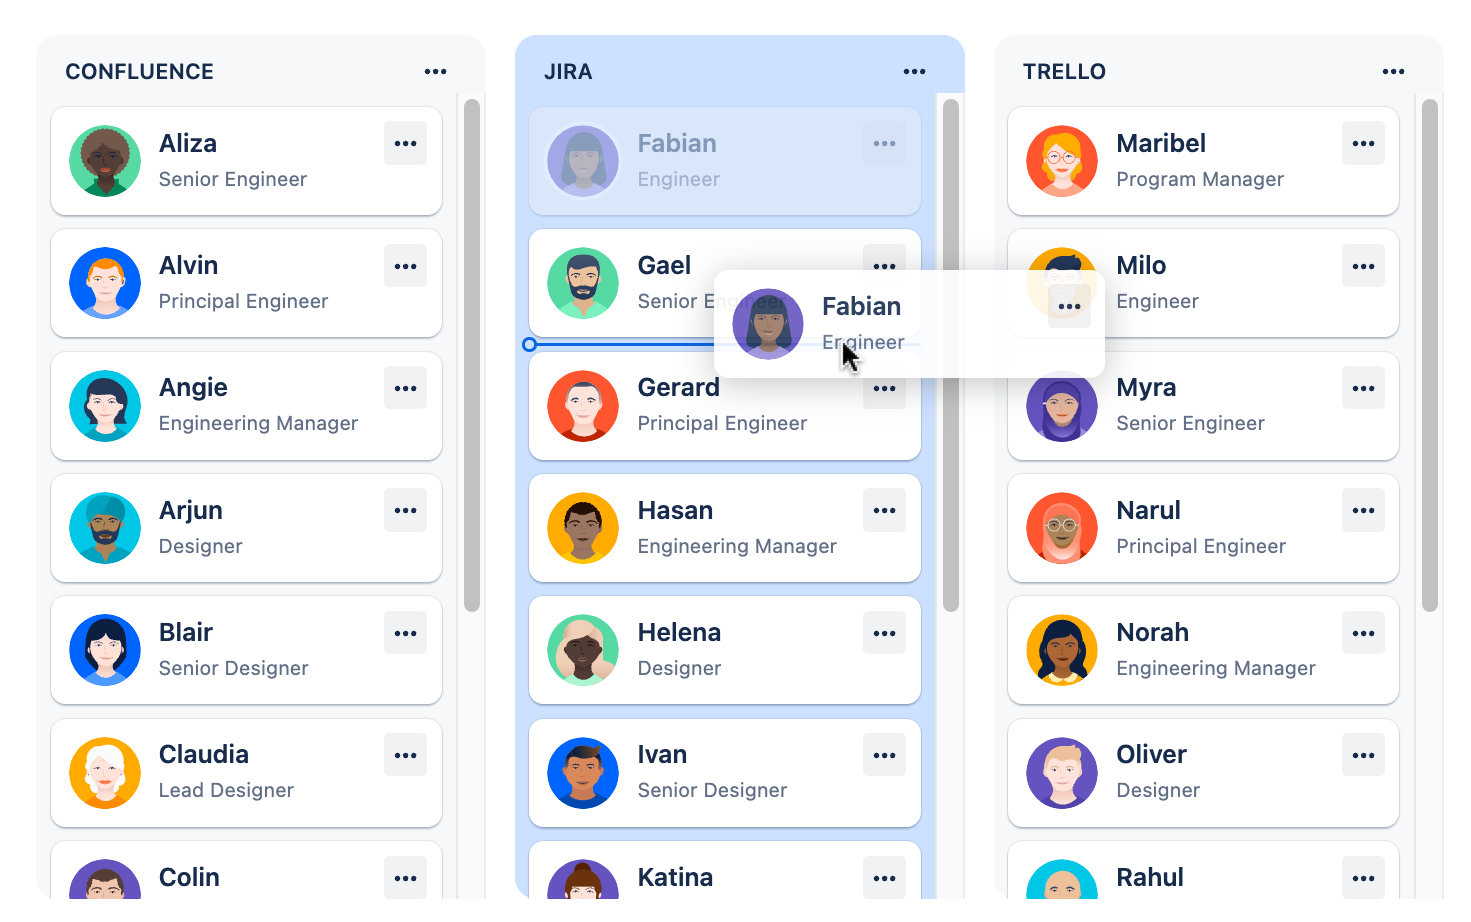 CONFLUENCE
Aliza
Senior Engineer
Alvin
Principal Engineer
Angie
Engineering Manager
Arjun
Designer
Blair
Senior Designer
Claudia
Lead Designer
Colin
JIRA
Fabian
Engineer
Gael
Senior Engineer
Fabian
Engineer
Gerard
Principal Engineer
Hasan
Engineering Manager
Helena
Designer
Ivan
Senior Designer
Katina
TRELLO
Maribel
Program Manager
Milo
Engineer
Myra
Senior Engineer
Narul
Principal Engineer
Norah
Engineering Manager
Oliver
Designer
Rahul